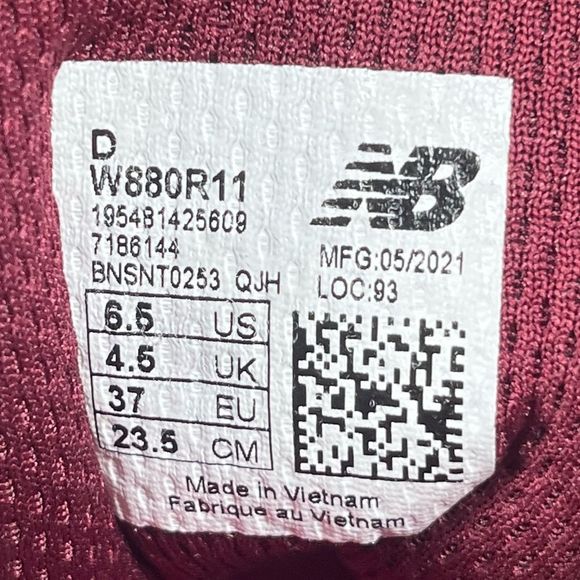 D
W880R11
195481425609
7186144
BNSNT0253 QJH
NB
MFG:05/2021
LOC:93
6.5 US
4.5 UK
37 EU
23.5 CM
Made in Vietnam
Fabrique au Vietnam